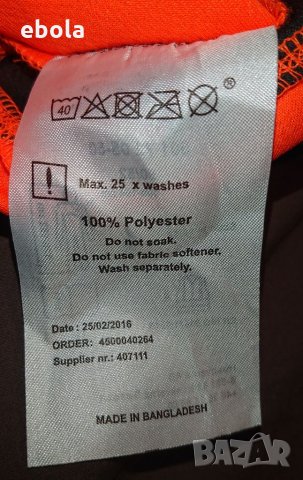 ebola
40
®
Max. 25 x washes
100% Polyester
Do not soak.
Do not use fabric softener.
Wash separately.
Date : 25/02/2016
ORDER: 4500040264
Supplier nr.: 407111
MADE IN BANGLADESH
BAZAR